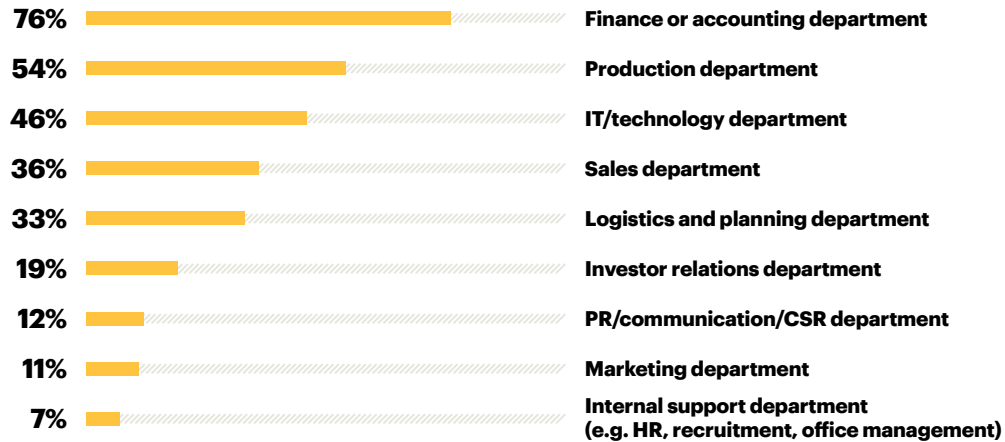 76% Finance or accounting department
54% Production department
46% IT/technology department
36% Sales department
33% Logistics and planning department
19% Investor relations department
12% PR/communication/CSR department
11% Marketing department
7% Internal support department
(e.g. HR, recruitment, office management)